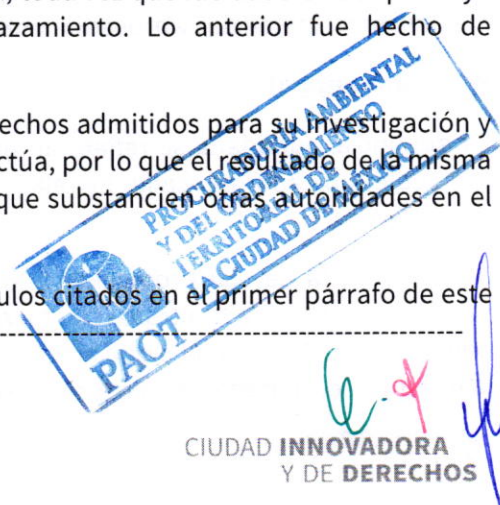 azamiento. Lo anterior fue hecho de
echos admitidos para su investigación y
ctúa, por lo que el resultado de la misma
que substancien otras autoridades en el
ulos citados en el primer párrafo de este
PROCURADURÍA AMBIENTAL
Y DEL ORDENAMIENTO
TERRITORIAL DE
LA CIUDAD DE MÉXICO
PAOT
CIUDAD INNOVADORA
Y DE DERECHOS